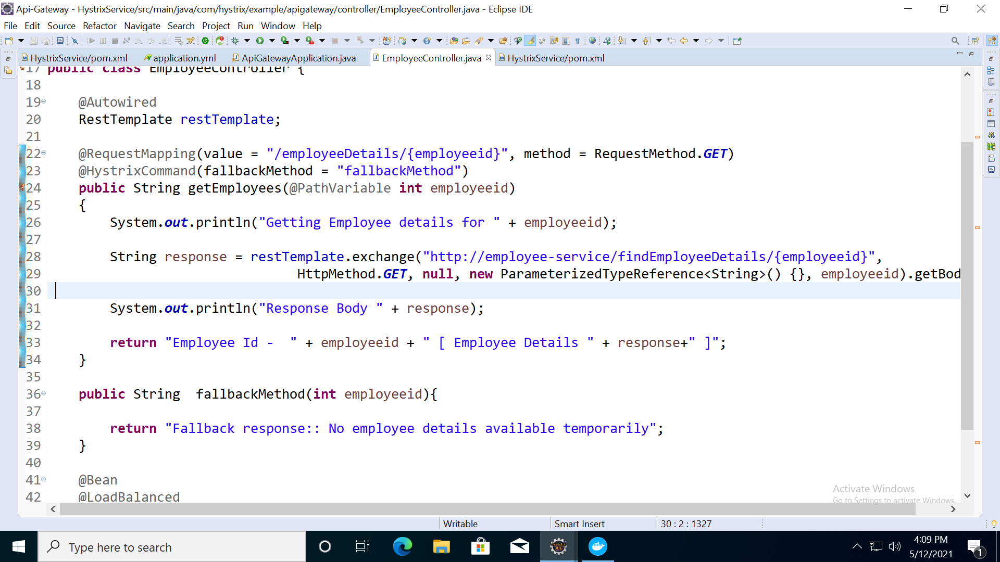 Api-Gateway - HystrixService/src/main/java/com/hystrix/example/apigateway/controller/EmployeeController.java - Eclipse IDE
File Edit Source Refactor Navigate Search Project Run Window Help
HystrixService/pom.xml application.yml ApiGatewayApplication.java EmployeeController.java HystrixService/pom.xml
17 public class EmployeeController {
18
19 @Autowired
20 RestTemplate restTemplate;
21
22 @RequestMapping(value = "/employeeDetails/{employeeid}", method = RequestMethod.GET)
23 @HystrixCommand(fallbackMethod = "fallbackMethod")
24 public String getEmployees(@PathVariable int employeeid)
25 {
26 System.out.println("Getting Employee details for " + employeeid);
27
28 String response = restTemplate.exchange("http://employee-service/findEmployeeDetails/{employeeid}",
29 HttpMethod.GET, null, new ParameterizedTypeReference<String>() {}, employeeid).getBod
30
31 System.out.println("Response Body " + response);
32
33 return "Employee Id -  " + employeeid + " [ Employee Details " + response+" ]";
34 }
35
36 public String  fallbackMethod(int employeeid){
37
38 return "Fallback response:: No employee details available temporarily";
39 }
40
41 @Bean
42 @LoadBalanced
Activate Windows
Go to Settings to activate Windows.
Writable Smart Insert 30 : 2 : 1327
Type here to search
4:09 PM
5/12/2021
1